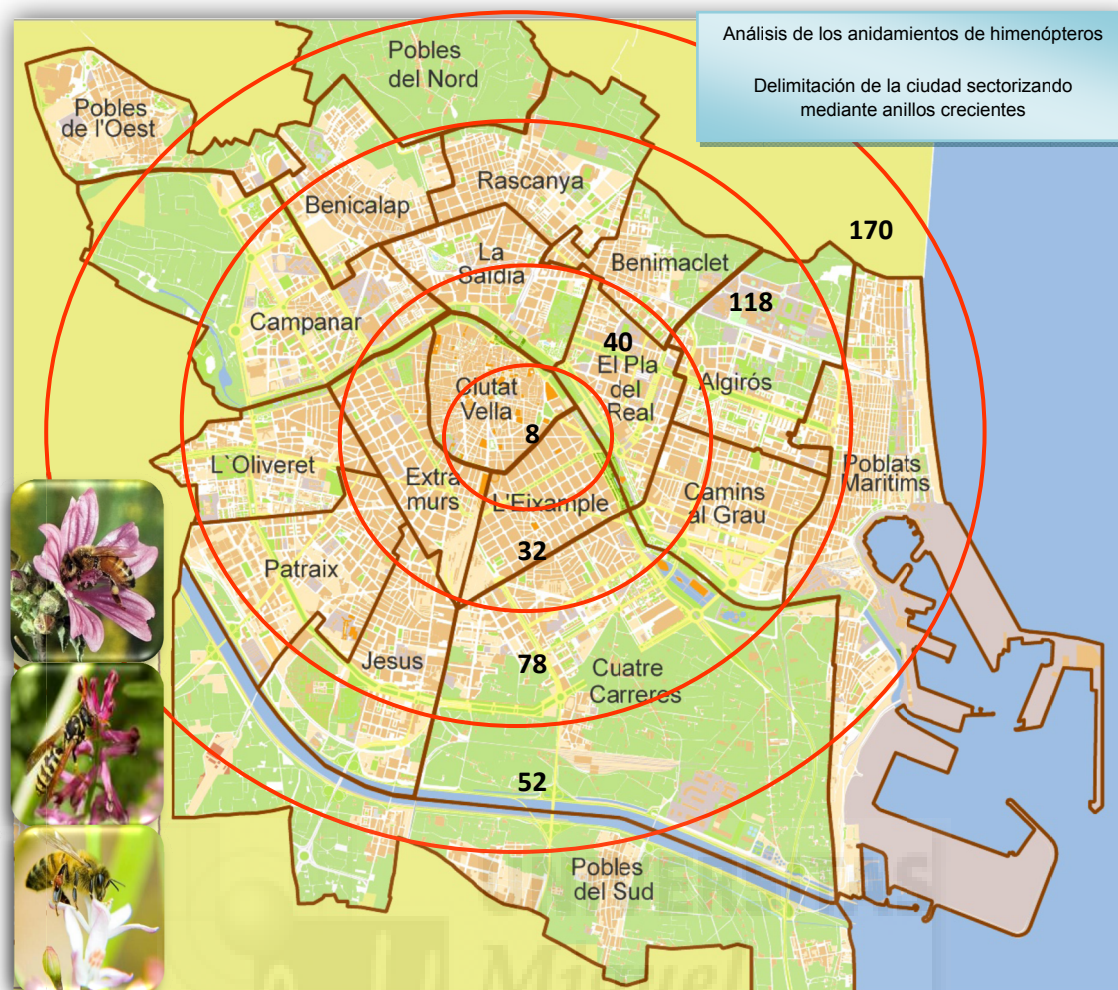 Análisis de los anidamientos de himenópteros
Delimitación de la ciudad sectorizando
mediante anillos crecientes
Pobles
del Nord
Pobles
de l'Oest
Rascanya
Benicalap
170
La
Saïdia
Benimaclet
118
Campanar
40
El Pla
del
Real
Algirós
Ciutat
Vella
8
L`Oliveret
Extra
murs
L'Eixample
Camins
al Grau
Poblats
Marítims
32
Patraix
Jesus
78
Cuatre
Carreres
52
Pobles
del Sud
UNIVERSITAS
Miguel